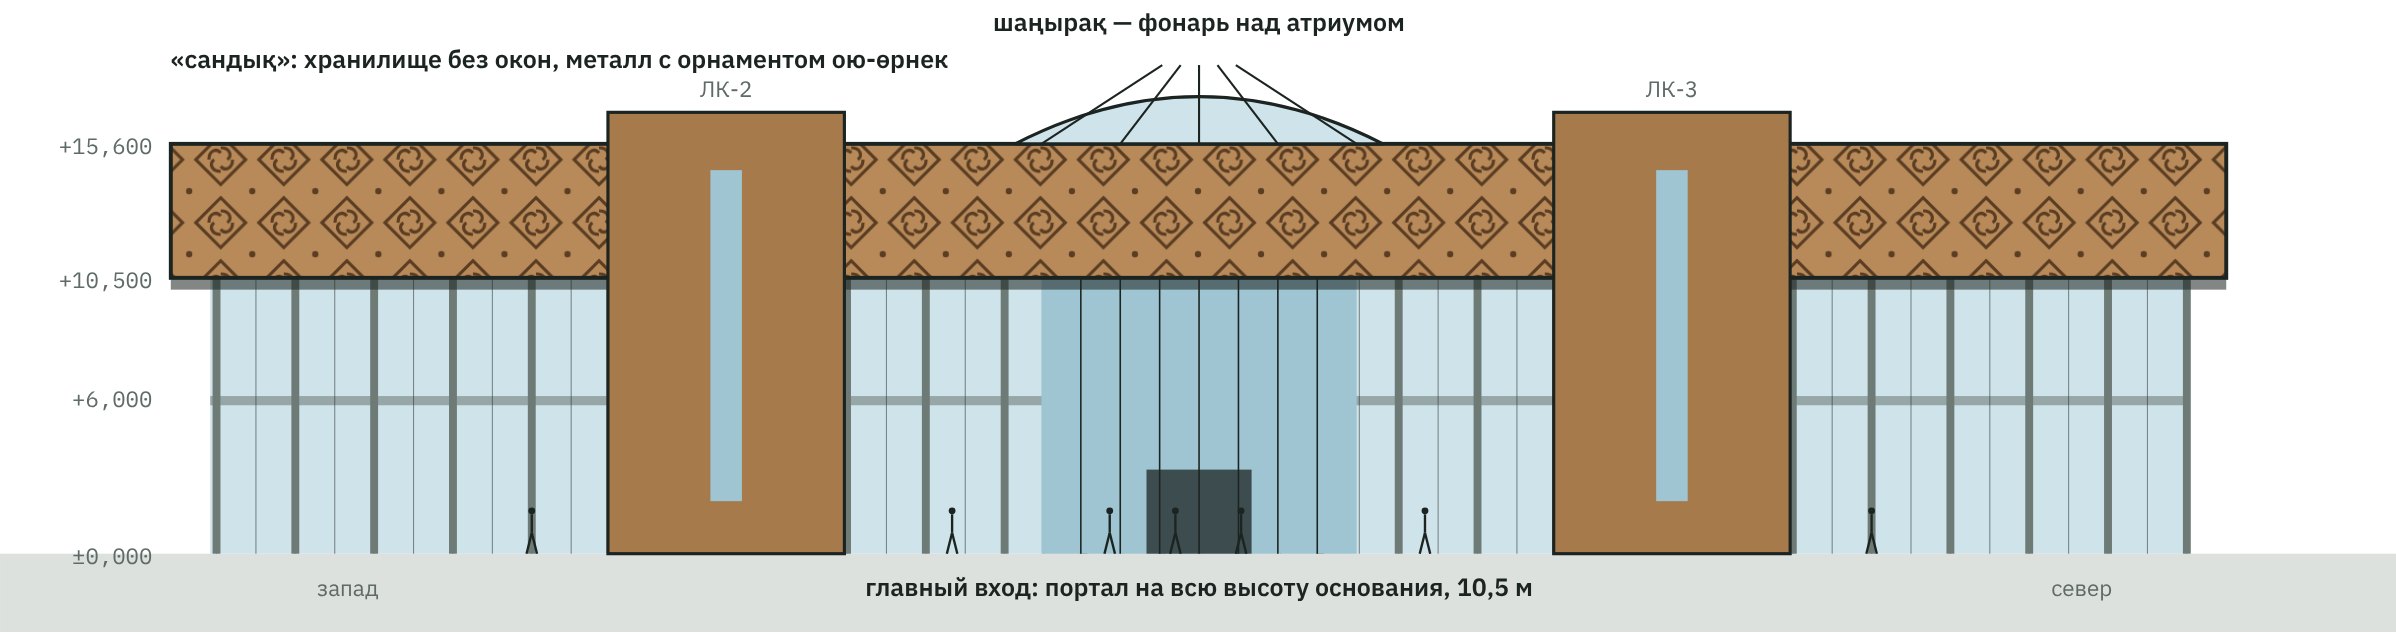 шаңырақ — фонарь над атриумом
«сандық»: хранилище без окон, металл с орнаментом ою-өрнек
ЛК-2
ЛК-3
+15,600
+10,500
+6,000
±0,000
запад
главный вход: портал на всю высоту основания, 10,5 м
север